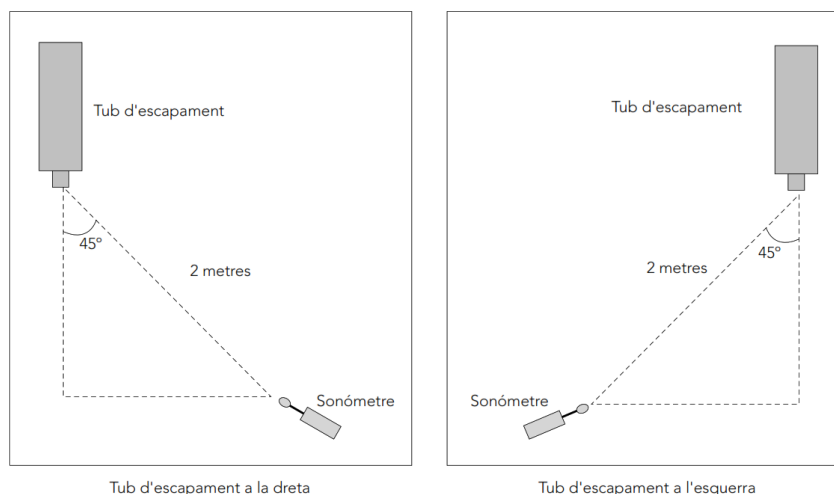 Tub d'escapament
45º
2 metres
Sonómetre
Tub d'escapament a la dreta
Tub d'escapament
2 metres
45º
Sonómetre
Tub d'escapament a l'esquerra